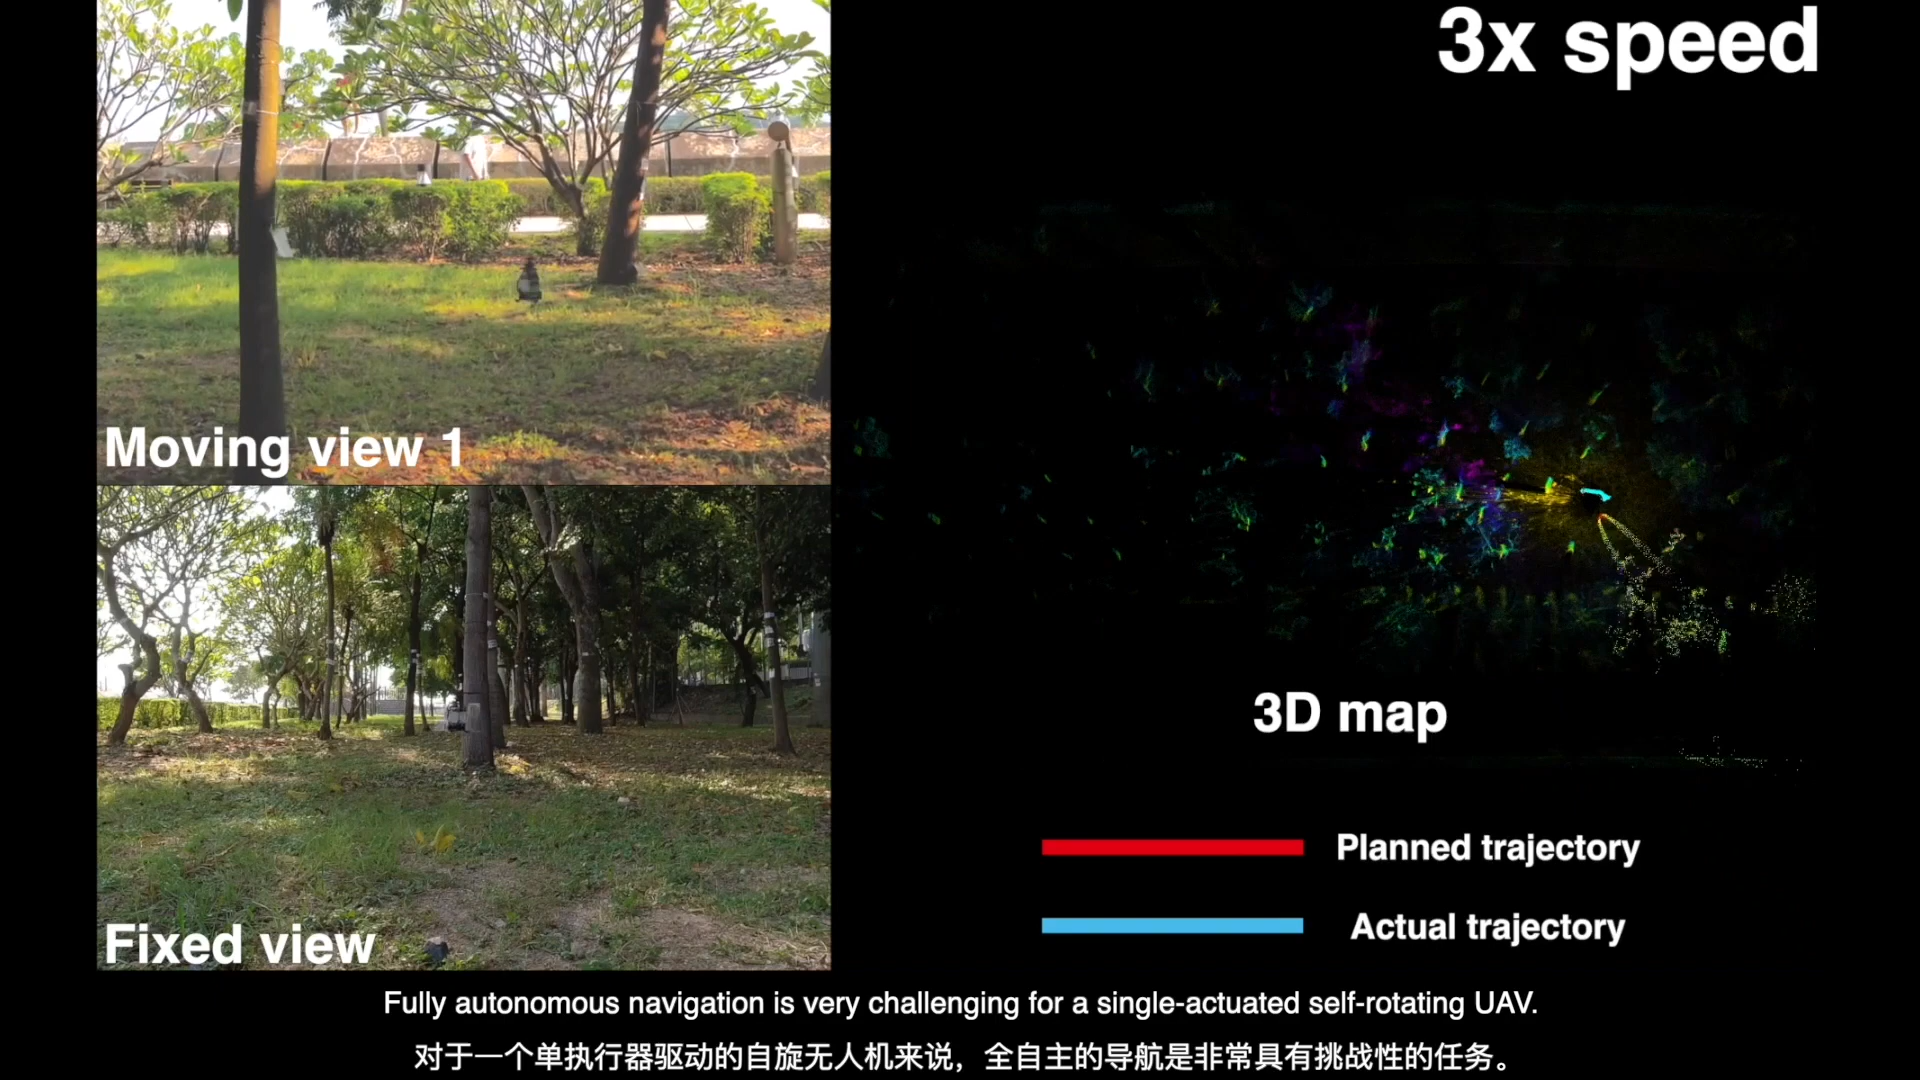 3x speed
Moving view 1
Fixed view
3D map
Planned trajectory
Actual trajectory
Fully autonomous navigation is very challenging for a single-actuated self-rotating UAV.
对于一个单执行器驱动的自旋无人机来说，全自主的导航是非常具有挑战性的任务。